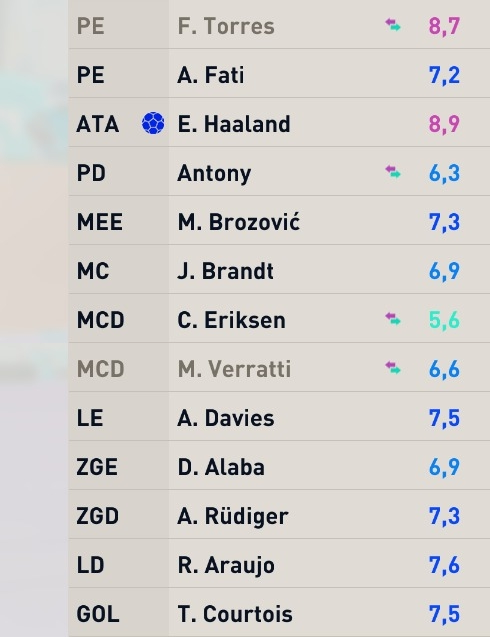 PE F. Torres 8,7
PE A. Fati 7,2
ATA E. Haaland 8,9
PD Antony 6,3
MEE M. Brozović 7,3
MC J. Brandt 6,9
MCD C. Eriksen 5,6
MCD M. Verratti 6,6
LE A. Davies 7,5
ZGE D. Alaba 6,9
ZGD A. Rüdiger 7,3
LD R. Araujo 7,6
GOL T. Courtois 7,5